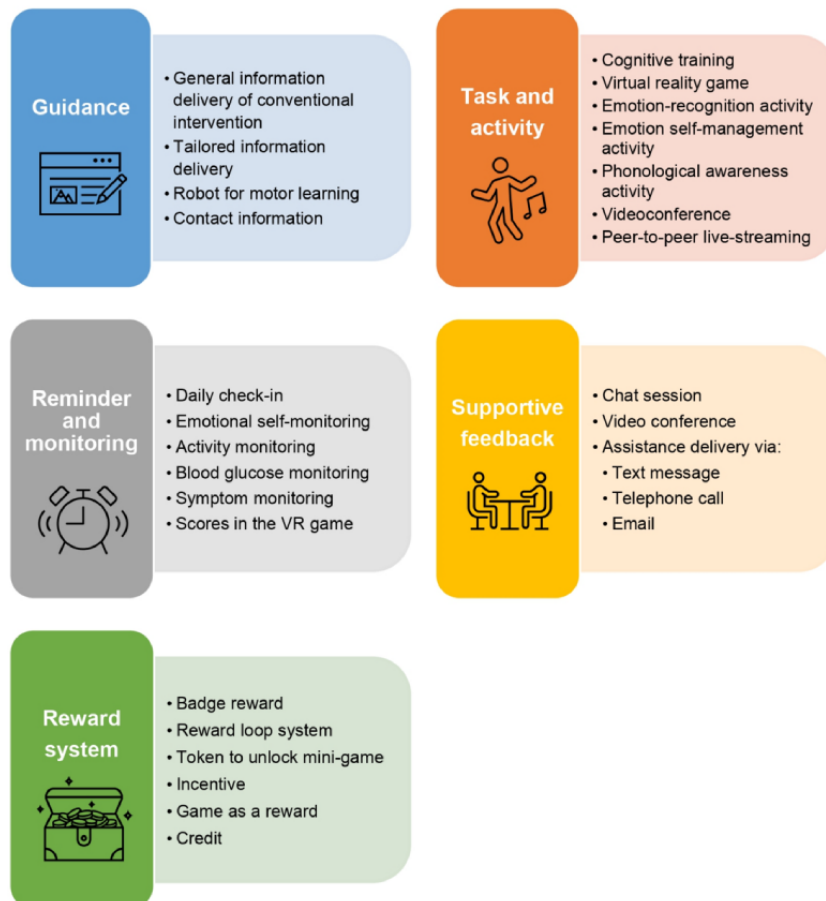 Guidance
• General information
delivery of conventional
intervention
• Tailored information
delivery
• Robot for motor learning
• Contact information
Task and
activity
• Cognitive training
• Virtual reality game
• Emotion-recognition activity
• Emotion self-management
activity
• Phonological awareness
activity
• Videoconference
• Peer-to-peer live-streaming
Reminder
and
monitoring
• Daily check-in
• Emotional self-monitoring
• Activity monitoring
• Blood glucose monitoring
• Symptom monitoring
• Scores in the VR game
Supportive
feedback
• Chat session
• Video conference
• Assistance delivery via:
• Text message
• Telephone call
• Email
Reward
system
• Badge reward
• Reward loop system
• Token to unlock mini-game
• Incentive
• Game as a reward
• Credit